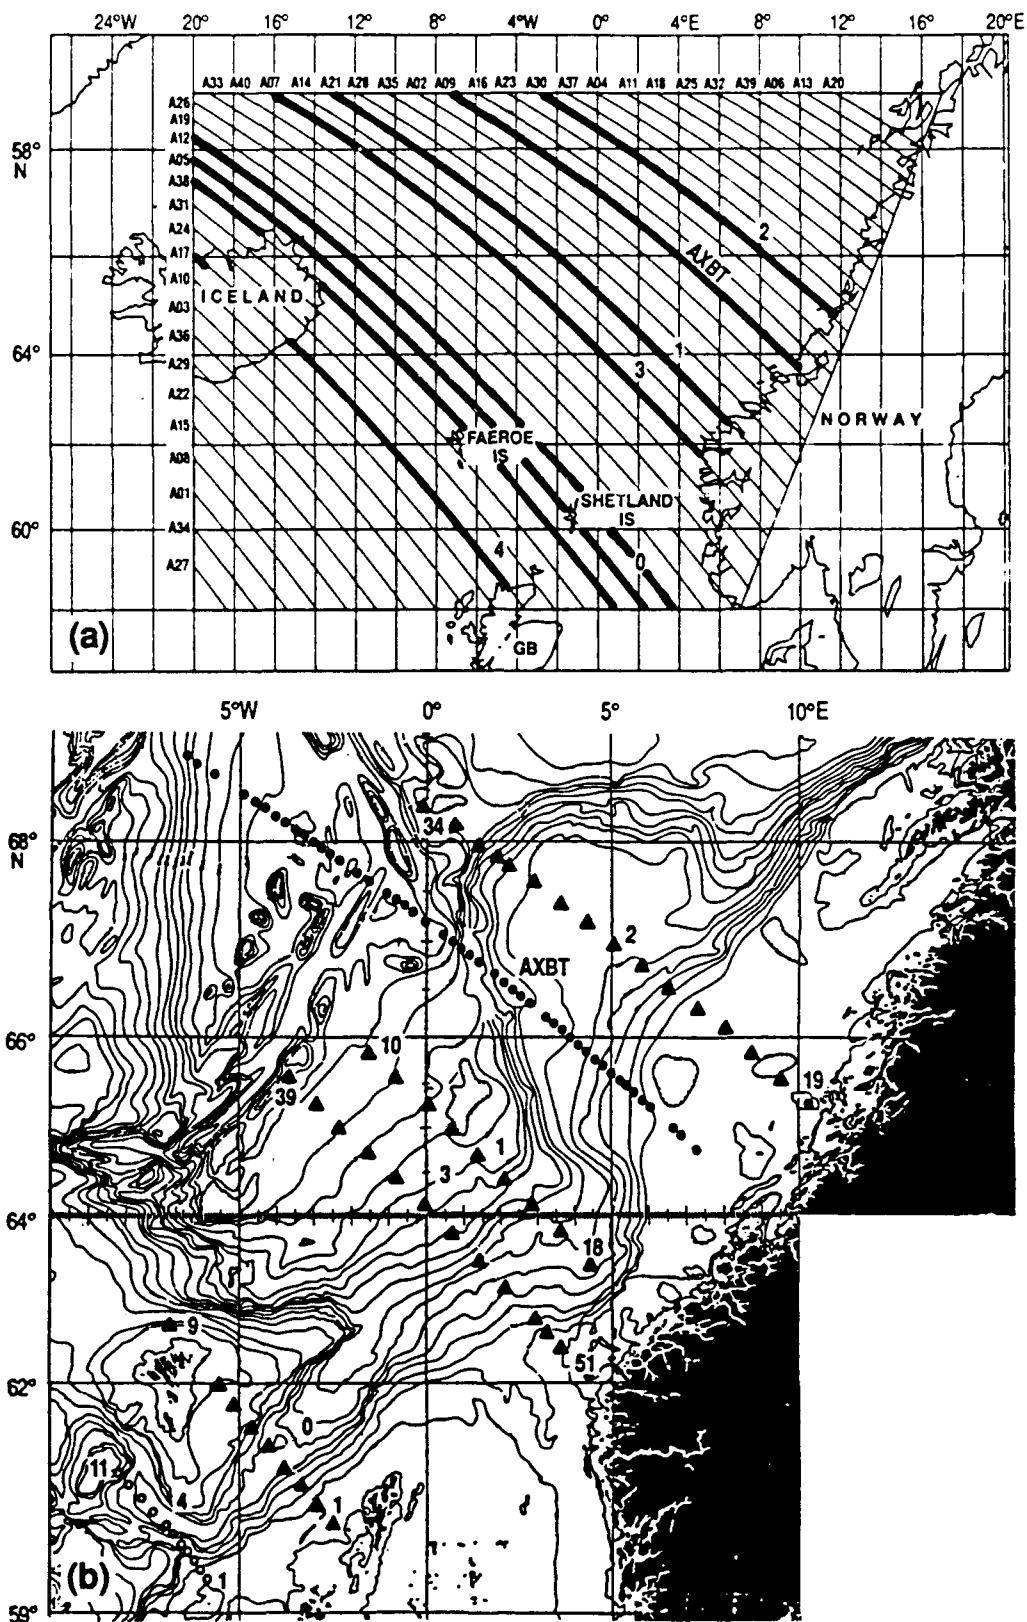 24°W 20° 16° 12° 8° 4°W 0° 4°E 8° 12° 16° 20°E
A33 A40 A07 A14 A21 A28 A35 A02 A09 A16 A23 A30 A37 A04 A11 A18 A25 A32 A39 A06 A13 A20
A26
A19
A12
58°
N
A05
A38
A31
A24
2
A17
AXBT
A10
ICELAND
A03
A36
64°
1
A29
3
A22
NORWAY
A15
FAEROE
IS
A08
A01
SHETLAND
IS
A34
60°
4
0
A27
(a)
GB
5°W 0° 5° 10°E
34
68°
N
2
AXBT
66°
10
39
19
1
3
64°
18
9
51
62°
0
11
4
1
(b)
1
59°